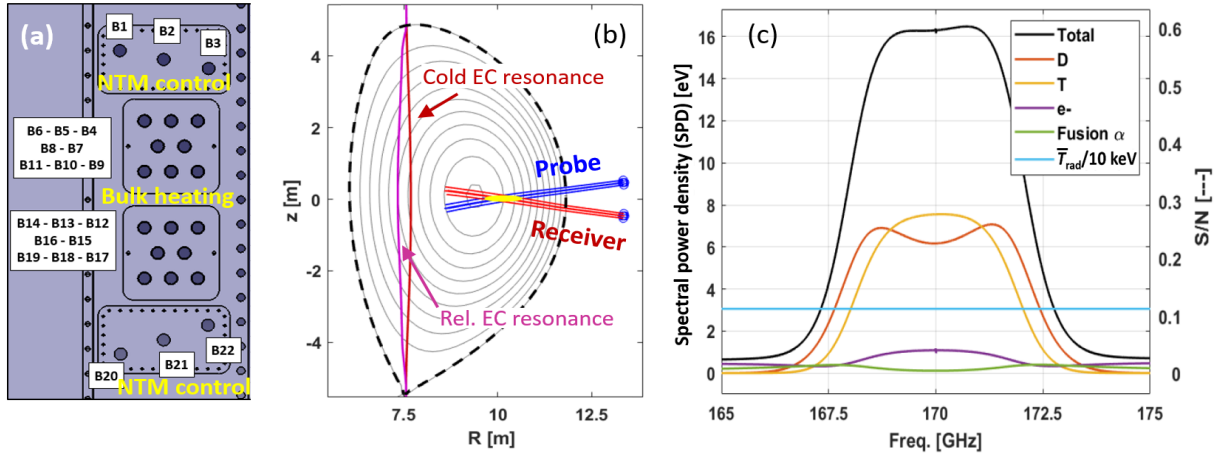 (a)
B1
B2
B3
NTM control
B6 - B5 - B4
B8 - B7
B11 - B10 - B9
Bulk heating
B14 - B13 - B12
B16 - B15
B19 - B18 - B17
B20
B21
B22
NTM control
(b)
Cold EC resonance
Probe
Receiver
Rel. EC resonance
z [m]
4
2
0
-2
-4
7.5
10
12.5
R [m]
(c)
Total
D
T
e-
Fusion α
T̅rad/10 keV
Spectral power density (SPD) [eV]
16
14
12
10
8
6
4
2
0
165
167.5
170
172.5
175
Freq. [GHz]
0.6
0.5
0.4
0.3
0.2
0.1
0
S/N [---]